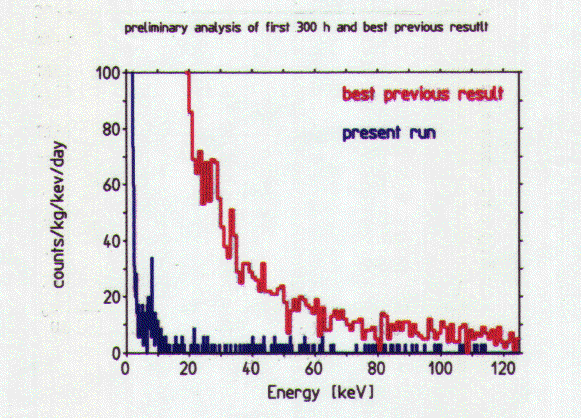 preliminary analysis of first 300 h and best previous resutlt
100
80
60
40
20
0
counts/kg/kev/day
best previous result
present run
0 20 40 60 80 100 120
Energy [keV]